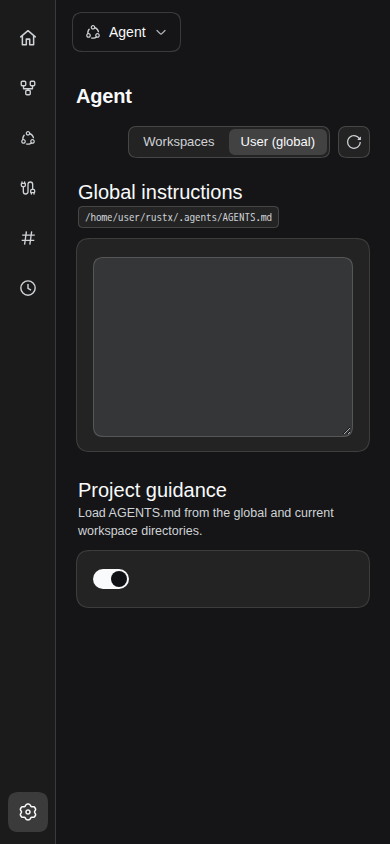 Agent
Agent
Workspaces
User (global)
Global instructions
/home/user/rustx/.agents/AGENTS.md
Project guidance
Load AGENTS.md from the global and current
workspace directories.